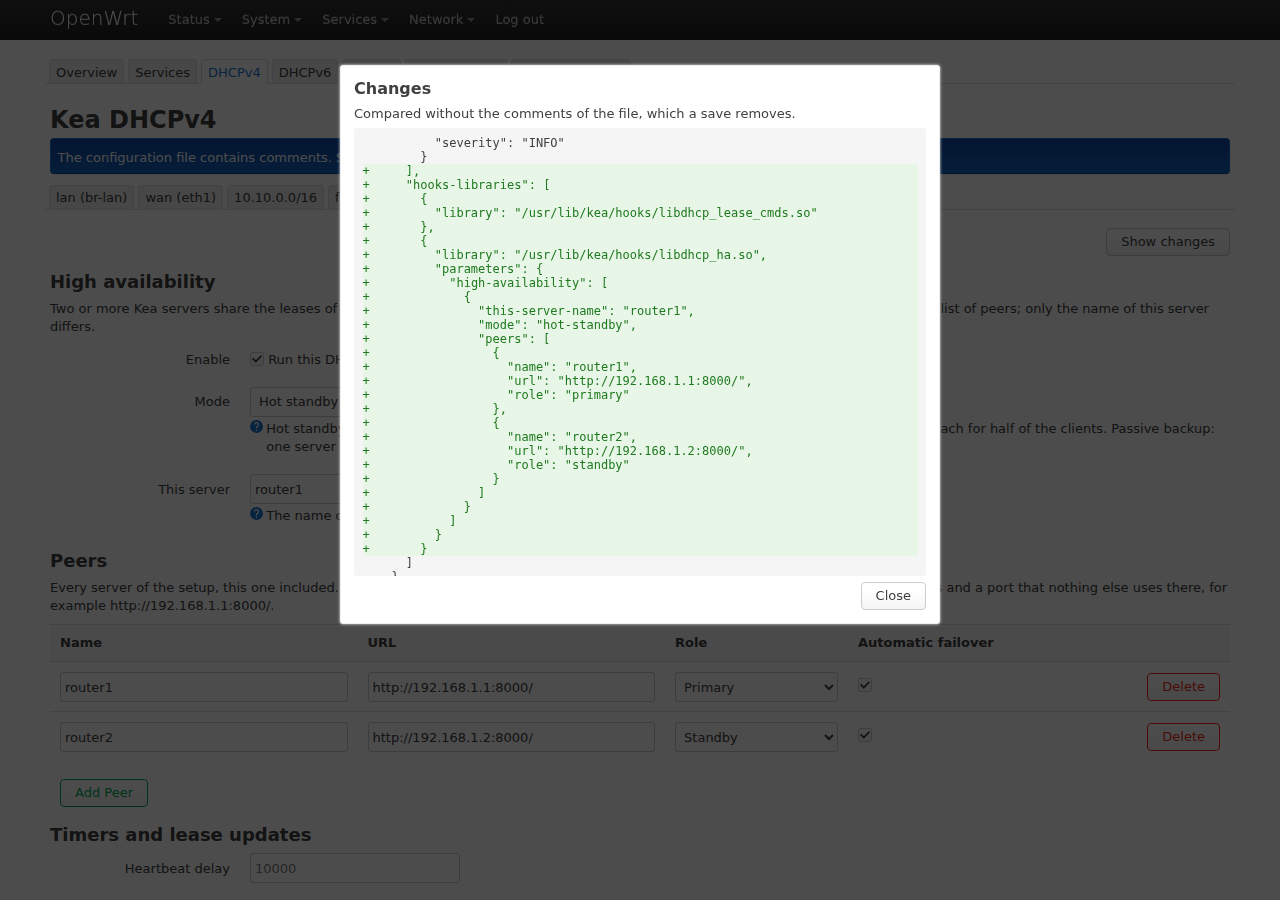 OpenWrt Status System Services Network Log out
Overview Services DHCPv4 DHCPv6
Kea DHCPv4
The configuration file contains comments.
lan (br-lan) wan (eth1) 10.10.0.0/16
Show changes
High availability
Two or more Kea servers share the leases of
list of peers; only the name of this server
differs.
Enable Run this
Mode Hot standby
Hot standby
each for half of the clients. Passive backup:
one server
This server router1
The name
Peers
Every server of the setup, this one included.
and a port that nothing else uses there, for
example http://192.168.1.1:8000/.
Name URL Role Automatic failover
router1 http://192.168.1.1:8000/ Primary Delete
router2 http://192.168.1.2:8000/ Standby Delete
Add Peer
Timers and lease updates
Heartbeat delay 10000
Changes
Compared without the comments of the file, which a save removes.
"severity": "INFO"
}
+ ],
+ "hooks-libraries": [
+ {
+ "library": "/usr/lib/kea/hooks/libdhcp_lease_cmds.so"
+ },
+ {
+ "library": "/usr/lib/kea/hooks/libdhcp_ha.so",
+ "parameters": {
+ "high-availability": [
+ {
+ "this-server-name": "router1",
+ "mode": "hot-standby",
+ "peers": [
+ {
+ "name": "router1",
+ "url": "http://192.168.1.1:8000/",
+ "role": "primary"
+ },
+ {
+ "name": "router2",
+ "url": "http://192.168.1.2:8000/",
+ "role": "standby"
+ }
+ ]
+ }
+ ]
+ }
+ }
]
Close